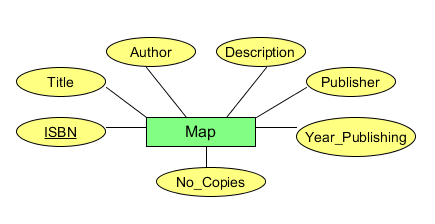 Author
Description
Title
Publisher
ISBN
Map
Year_Publishing
No_Copies